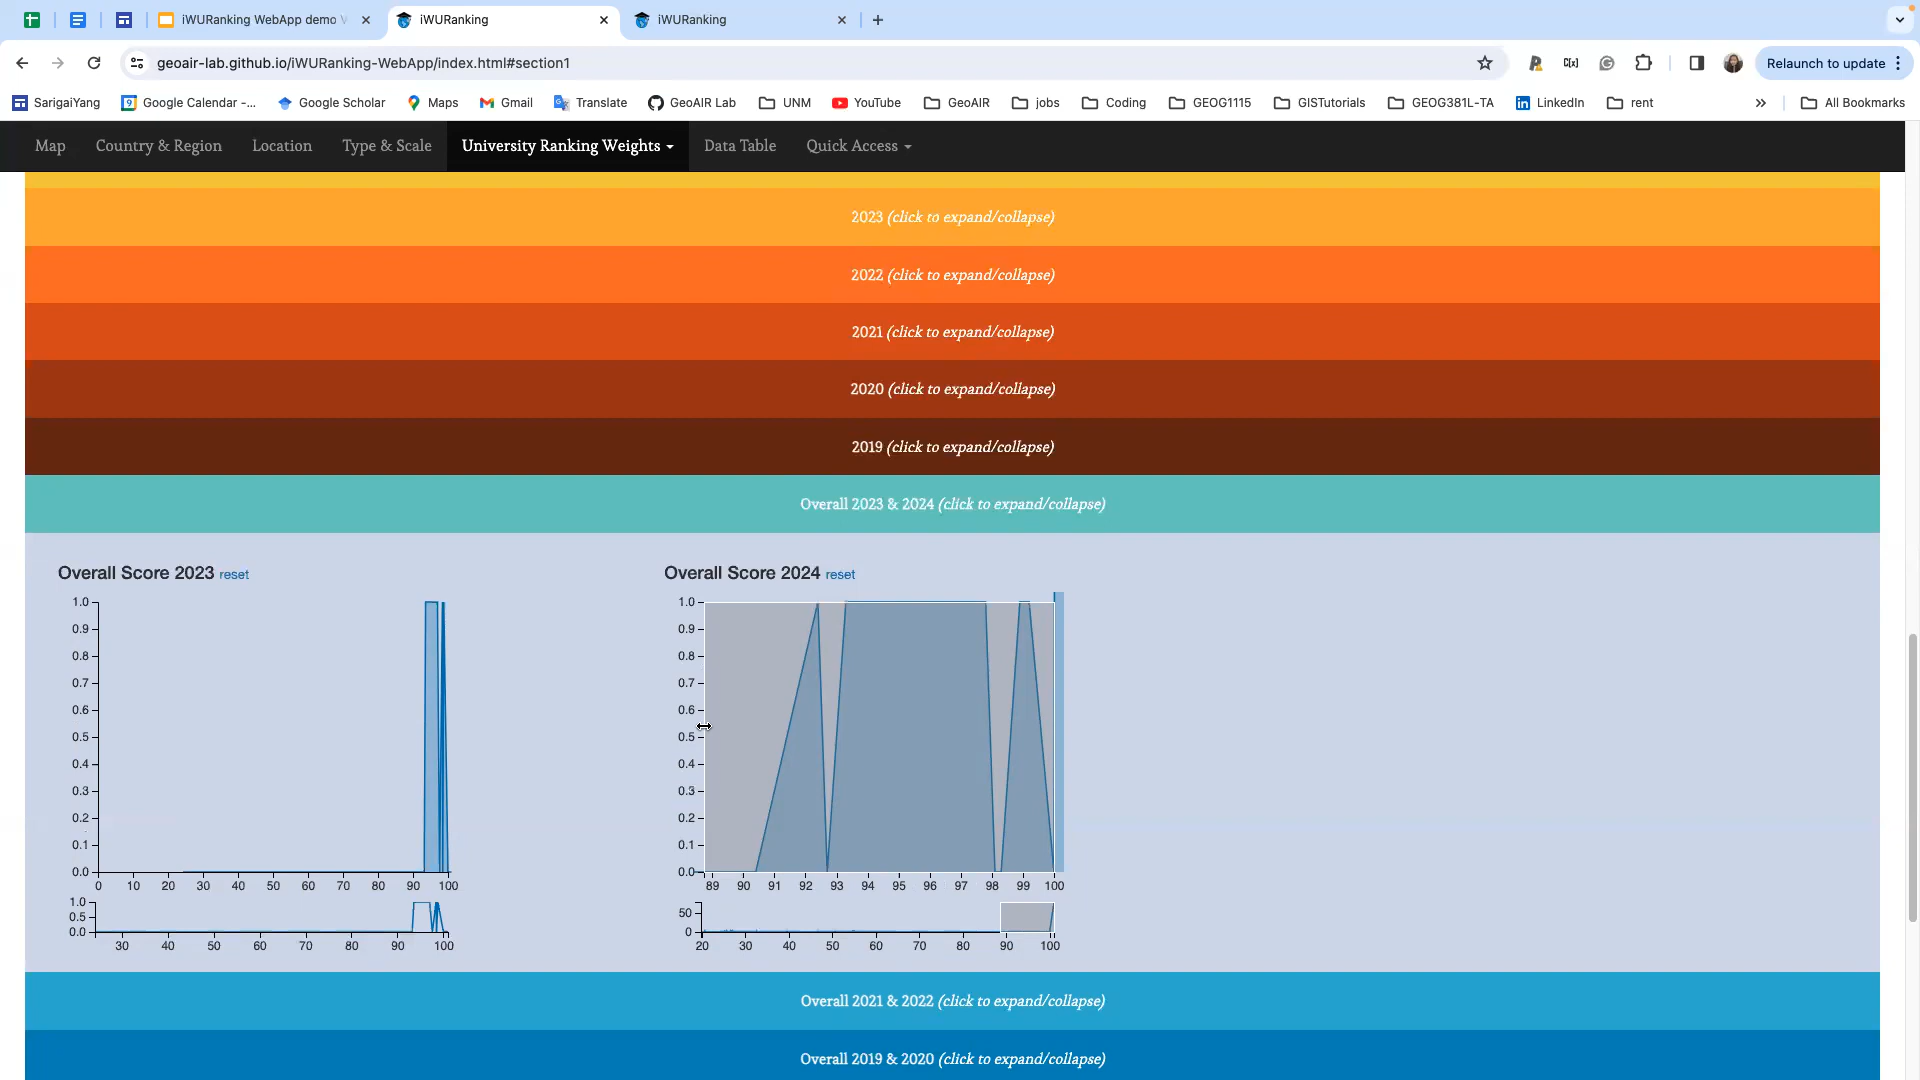 iWURanking WebApp demo V
iWURanking
iWURanking
geoair-lab.github.io/iWURanking-WebApp/index.html#section1
Relaunch to update
SarigaiYang
Google Calendar -...
Google Scholar
Maps
Gmail
Translate
GeoAIR Lab
UNM
YouTube
GeoAIR
jobs
Coding
GEOG1115
GISTutorials
GEOG381L-TA
LinkedIn
rent
»
All Bookmarks
Map
Country & Region
Location
Type & Scale
University Ranking Weights
Data Table
Quick Access
2023 (click to expand/collapse)
2022 (click to expand/collapse)
2021 (click to expand/collapse)
2020 (click to expand/collapse)
2019 (click to expand/collapse)
Overall 2023 & 2024 (click to expand/collapse)
Overall Score 2023 reset
1.0
0.9
0.8
0.7
0.6
0.5
0.4
0.3
0.2
0.1
0.0
0 10 20 30 40 50 60 70 80 90 100
1.0
0.5
0.0
30 40 50 60 70 80 90 100
Overall Score 2024 reset
1.0
0.9
0.8
0.7
0.6
0.5
0.4
0.3
0.2
0.1
0.0
89 90 91 92 93 94 95 96 97 98 99 100
50
0
20 30 40 50 60 70 80 90 100
Overall 2021 & 2022 (click to expand/collapse)
Overall 2019 & 2020 (click to expand/collapse)